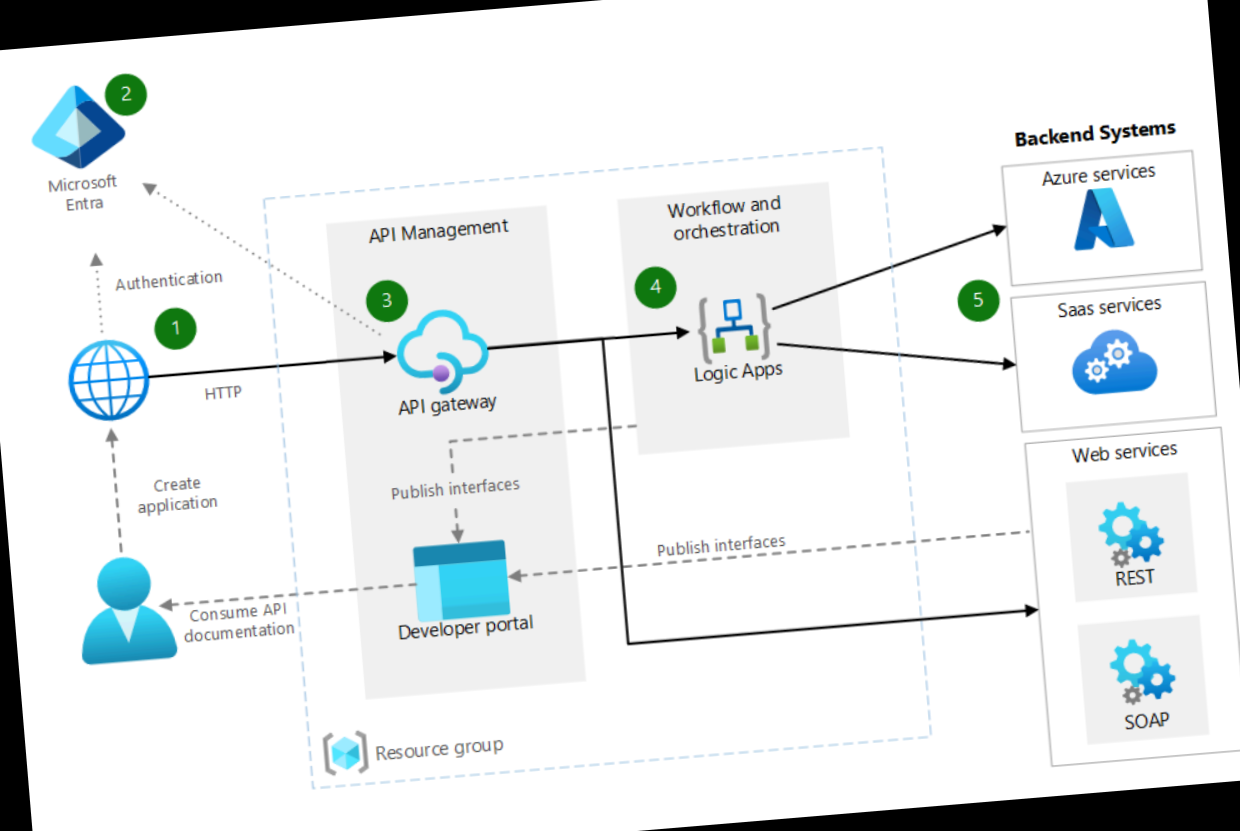 2
Microsoft
Entra
Authentication
1
HTTP
Create
application
Consume API
documentation
API Management
3
API gateway
Publish interfaces
Developer portal
Resource group
Workflow and
orchestration
4
Logic Apps
Publish interfaces
Backend Systems
Azure services
5
Saas services
Web services
REST
SOAP